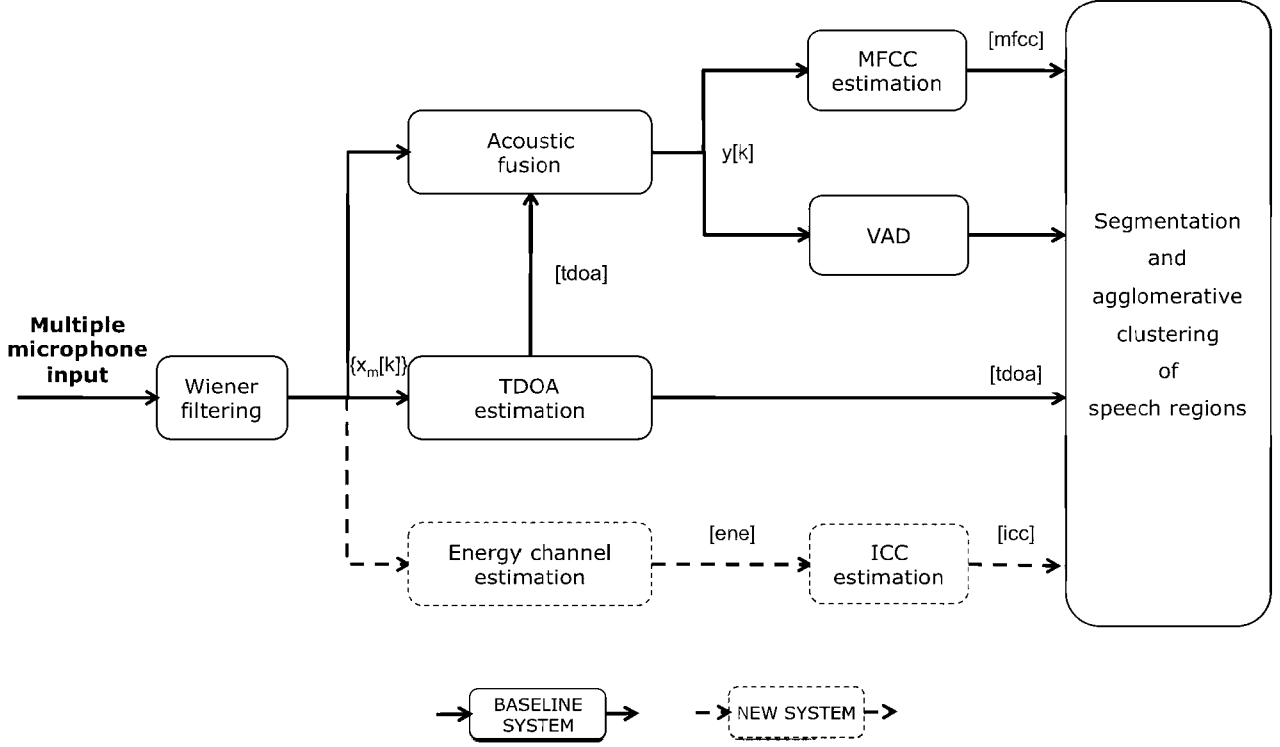 [mfcc]
MFCC
estimation
Acoustic
fusion
y[k]
VAD
Segmentation
and
agglomerative
clustering
of
speech regions
[tdoa]
Multiple
microphone
input
{xm[k]}
Wiener
filtering
TDOA
estimation
[tdoa]
Energy channel
estimation
[ene]
ICC
estimation
[icc]
BASELINE
SYSTEM
NEW SYSTEM